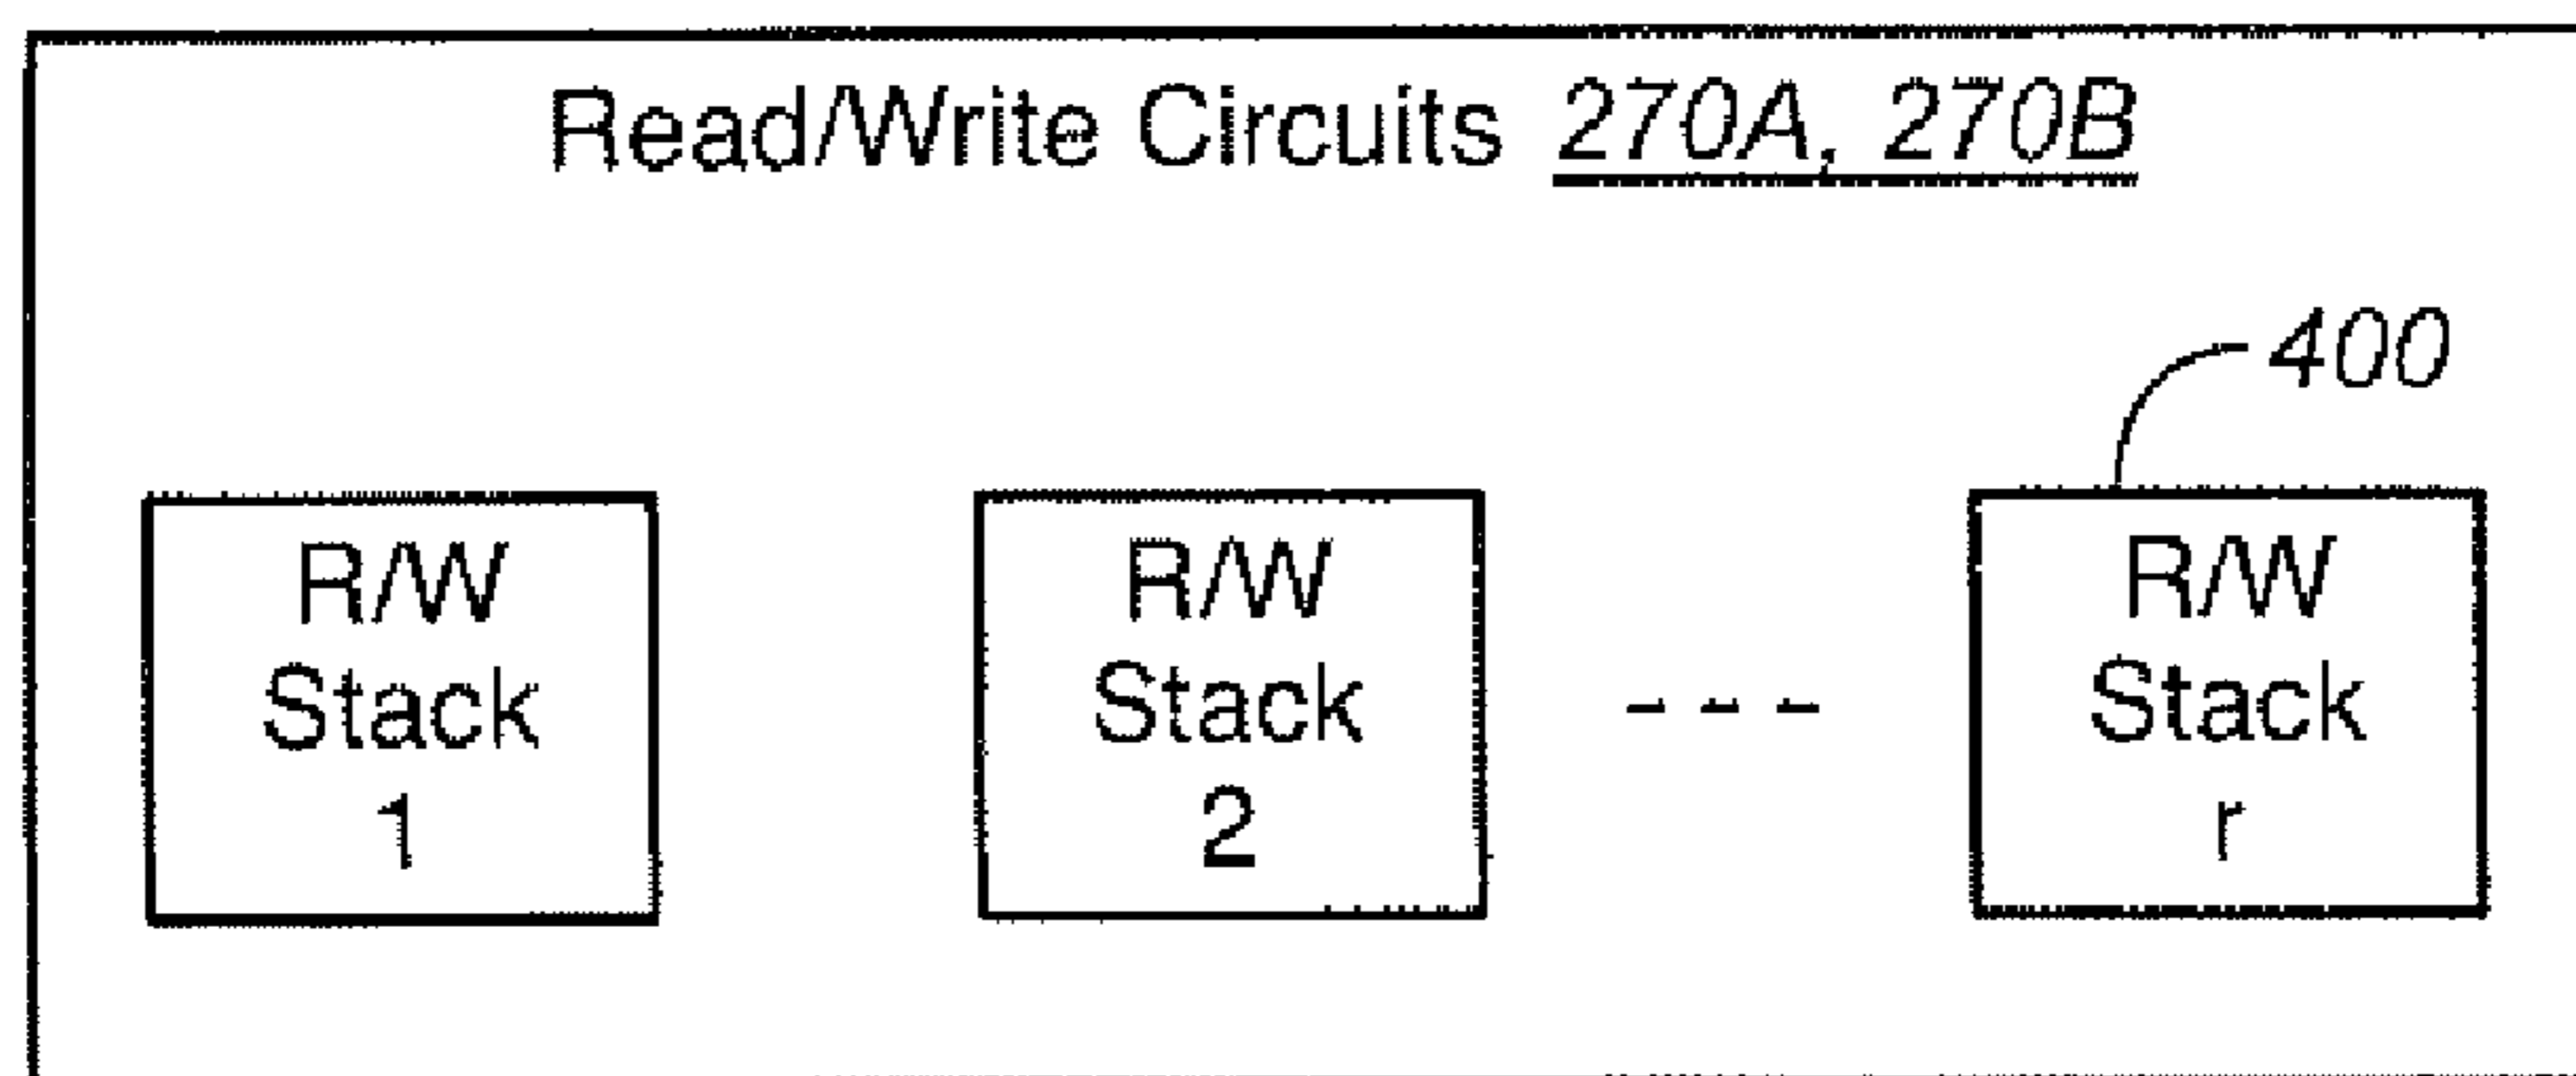 Read/Write Circuits 270A, 270B
400
R/W
Stack
1
R/W
Stack
2
R/W
Stack
r